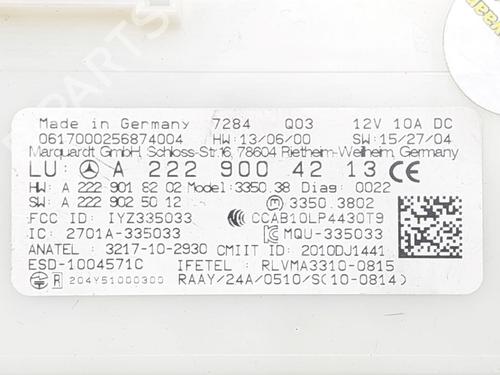 Made in Germany 7284 Q03 12V 10A DC
0617000256874004 HW:13/06/00 SW:15/27/04
Marquardt GmbH, Schloss-Str.16, 78604 Rietheim-Weilheim, Germany
LU: A 222 900 42 13 CE
HW: A 222 901 82 02 Model: 3350.38 Diag: 0022
SW: A 222 902 50 12 3350.3802
FCC ID: IYZ335033 CCAB10LP4430T9
IC: 2701A-335033 MQU-335033
ANATEL: 3217-10-2930 CMIIT ID: 2010DJ1441
ESD-1004571C IFETEL: RLVMA3310-0815
R 204Y51000300 RAAY/24A/0510/S(10-0814)